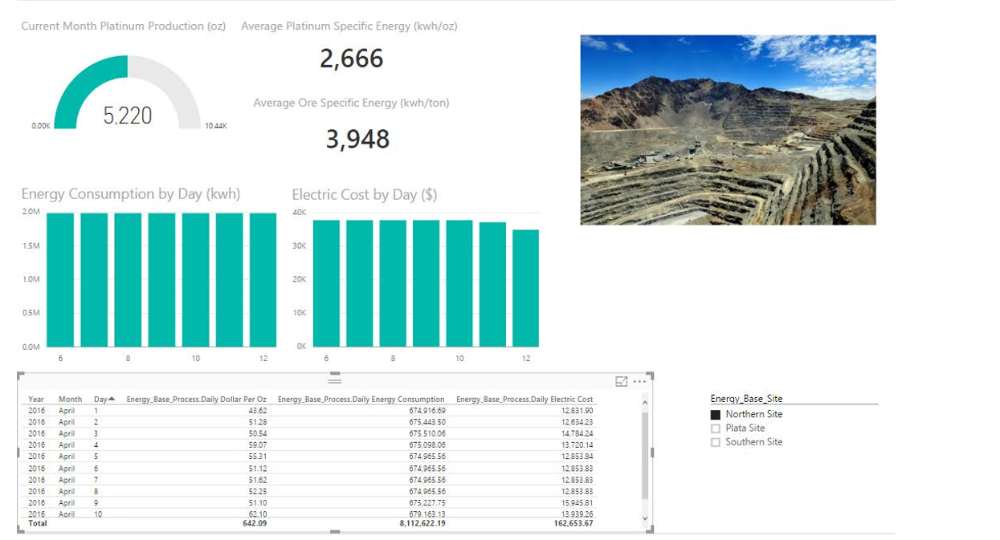 Current Month Platinum Production (oz)
Average Platinum Specific Energy (kwh/oz)
2,666
5,220
0.00K
10.44K
Average Ore Specific Energy (kwh/ton)
3,948
Energy Consumption by Day (kwh)
2.0M
1.5M
1.0M
0.5M
0.0M
6 8 10 12
Electric Cost by Day ($)
40K
30K
20K
10K
0K
6 8 10 12
Year Month Day Energy_Base_Process.Daily Dollar Per Oz Energy_Base_Process.Daily Energy Consumption Energy_Base_Process.Daily Electric Cost
2016 April 1 43.62 674,916.69 12,831.90
2016 April 2 51.28 675,443.50 12,634.23
2016 April 3 50.54 675,510.06 14,784.24
2016 April 4 59.07 675,098.06 13,720.14
2016 April 5 55.31 674,965.56 12,853.84
2016 April 6 51.12 674,965.56 12,853.83
2016 April 7 51.62 674,965.56 12,853.83
2016 April 8 52.25 674,965.56 12,853.83
2016 April 9 51.10 675,227.75 15,945.81
2016 April 10 62.10 679,163.13 13,939.26
Total 642.09 8,112,622.19 162,653.67
Energy_Base_Site
Northern Site
Plata Site
Southern Site